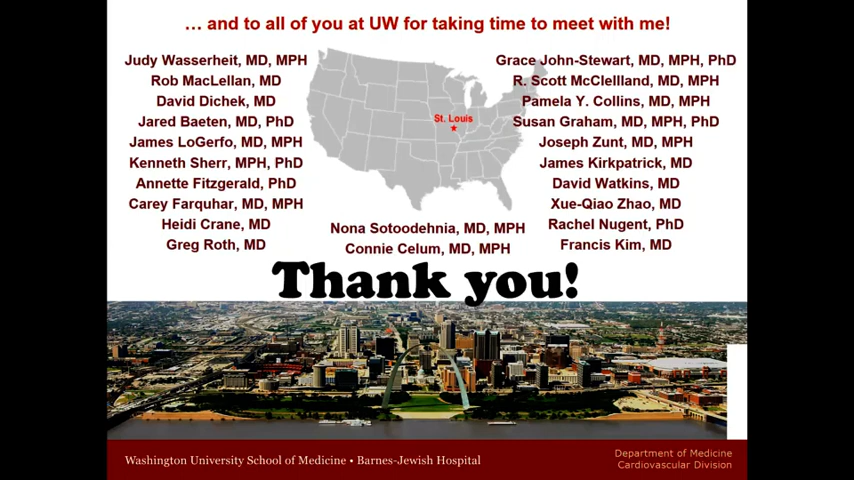 … and to all of you at UW for taking time to meet with me!
Judy Wasserheit, MD, MPH
Rob MacLellan, MD
David Dichek, MD
Jared Baeten, MD, PhD
James LoGerfo, MD, MPH
Kenneth Sherr, MPH, PhD
Annette Fitzgerald, PhD
Carey Farquhar, MD, MPH
Heidi Crane, MD
Greg Roth, MD
St. Louis
Nona Sotoodehnia, MD, MPH
Connie Celum, MD, MPH
Grace John-Stewart, MD, MPH, PhD
R. Scott McClellland, MD, MPH
Pamela Y. Collins, MD, MPH
Susan Graham, MD, MPH, PhD
Joseph Zunt, MD, MPH
James Kirkpatrick, MD
David Watkins, MD
Xue-Qiao Zhao, MD
Rachel Nugent, PhD
Francis Kim, MD
Thank you!
Washington University School of Medicine • Barnes-Jewish Hospital
Department of Medicine
Cardiovascular Division